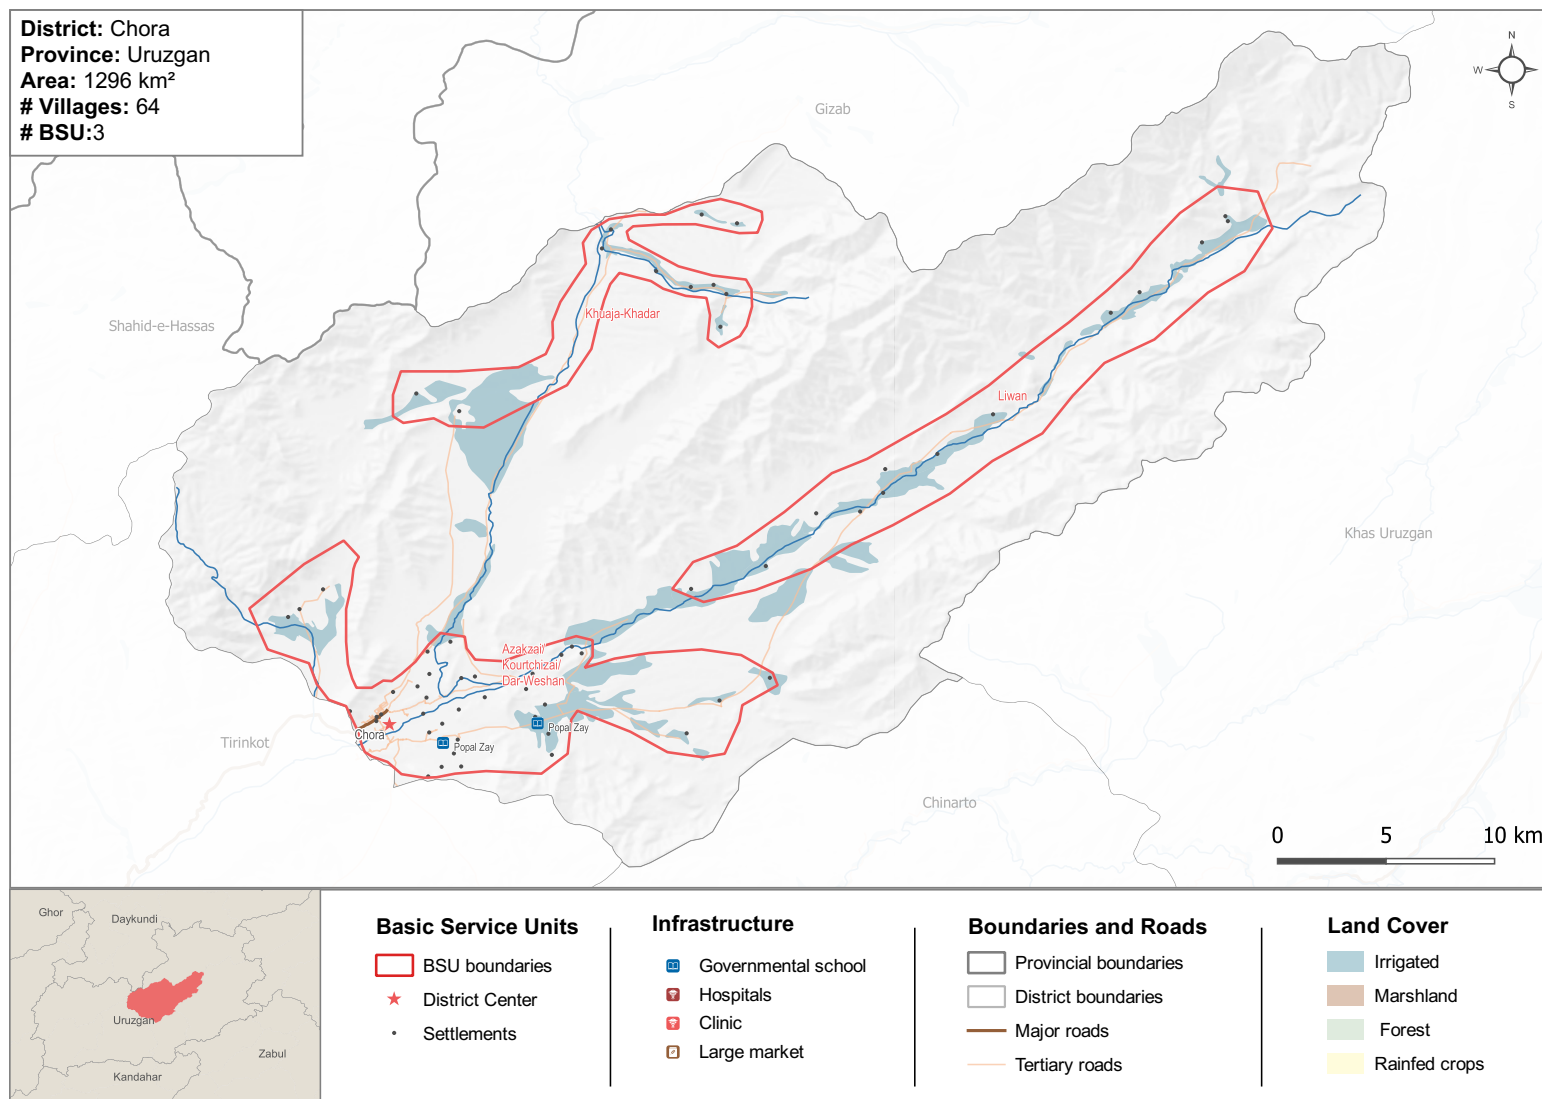 District: Chora
Province: Uruzgan
Area: 1296 km²
# Villages: 64
# BSU:3
N
W
S
Gizab
Shahid-e-Hassas
Khuaja-Khadar
Liwan
Khas Uruzgan
Azakzai/
Kourtchizai/
Dar-Weshan
Chora
Popal Zay
Popal Zay
Tirinkot
Chinarto
0 5 10 km
Ghor
Daykundi
Uruzgan
Zabul
Kandahar
Basic Service Units
BSU boundaries
District Center
Settlements
Infrastructure
Governmental school
Hospitals
Clinic
Large market
Boundaries and Roads
Provincial boundaries
District boundaries
Major roads
Tertiary roads
Land Cover
Irrigated
Marshland
Forest
Rainfed crops